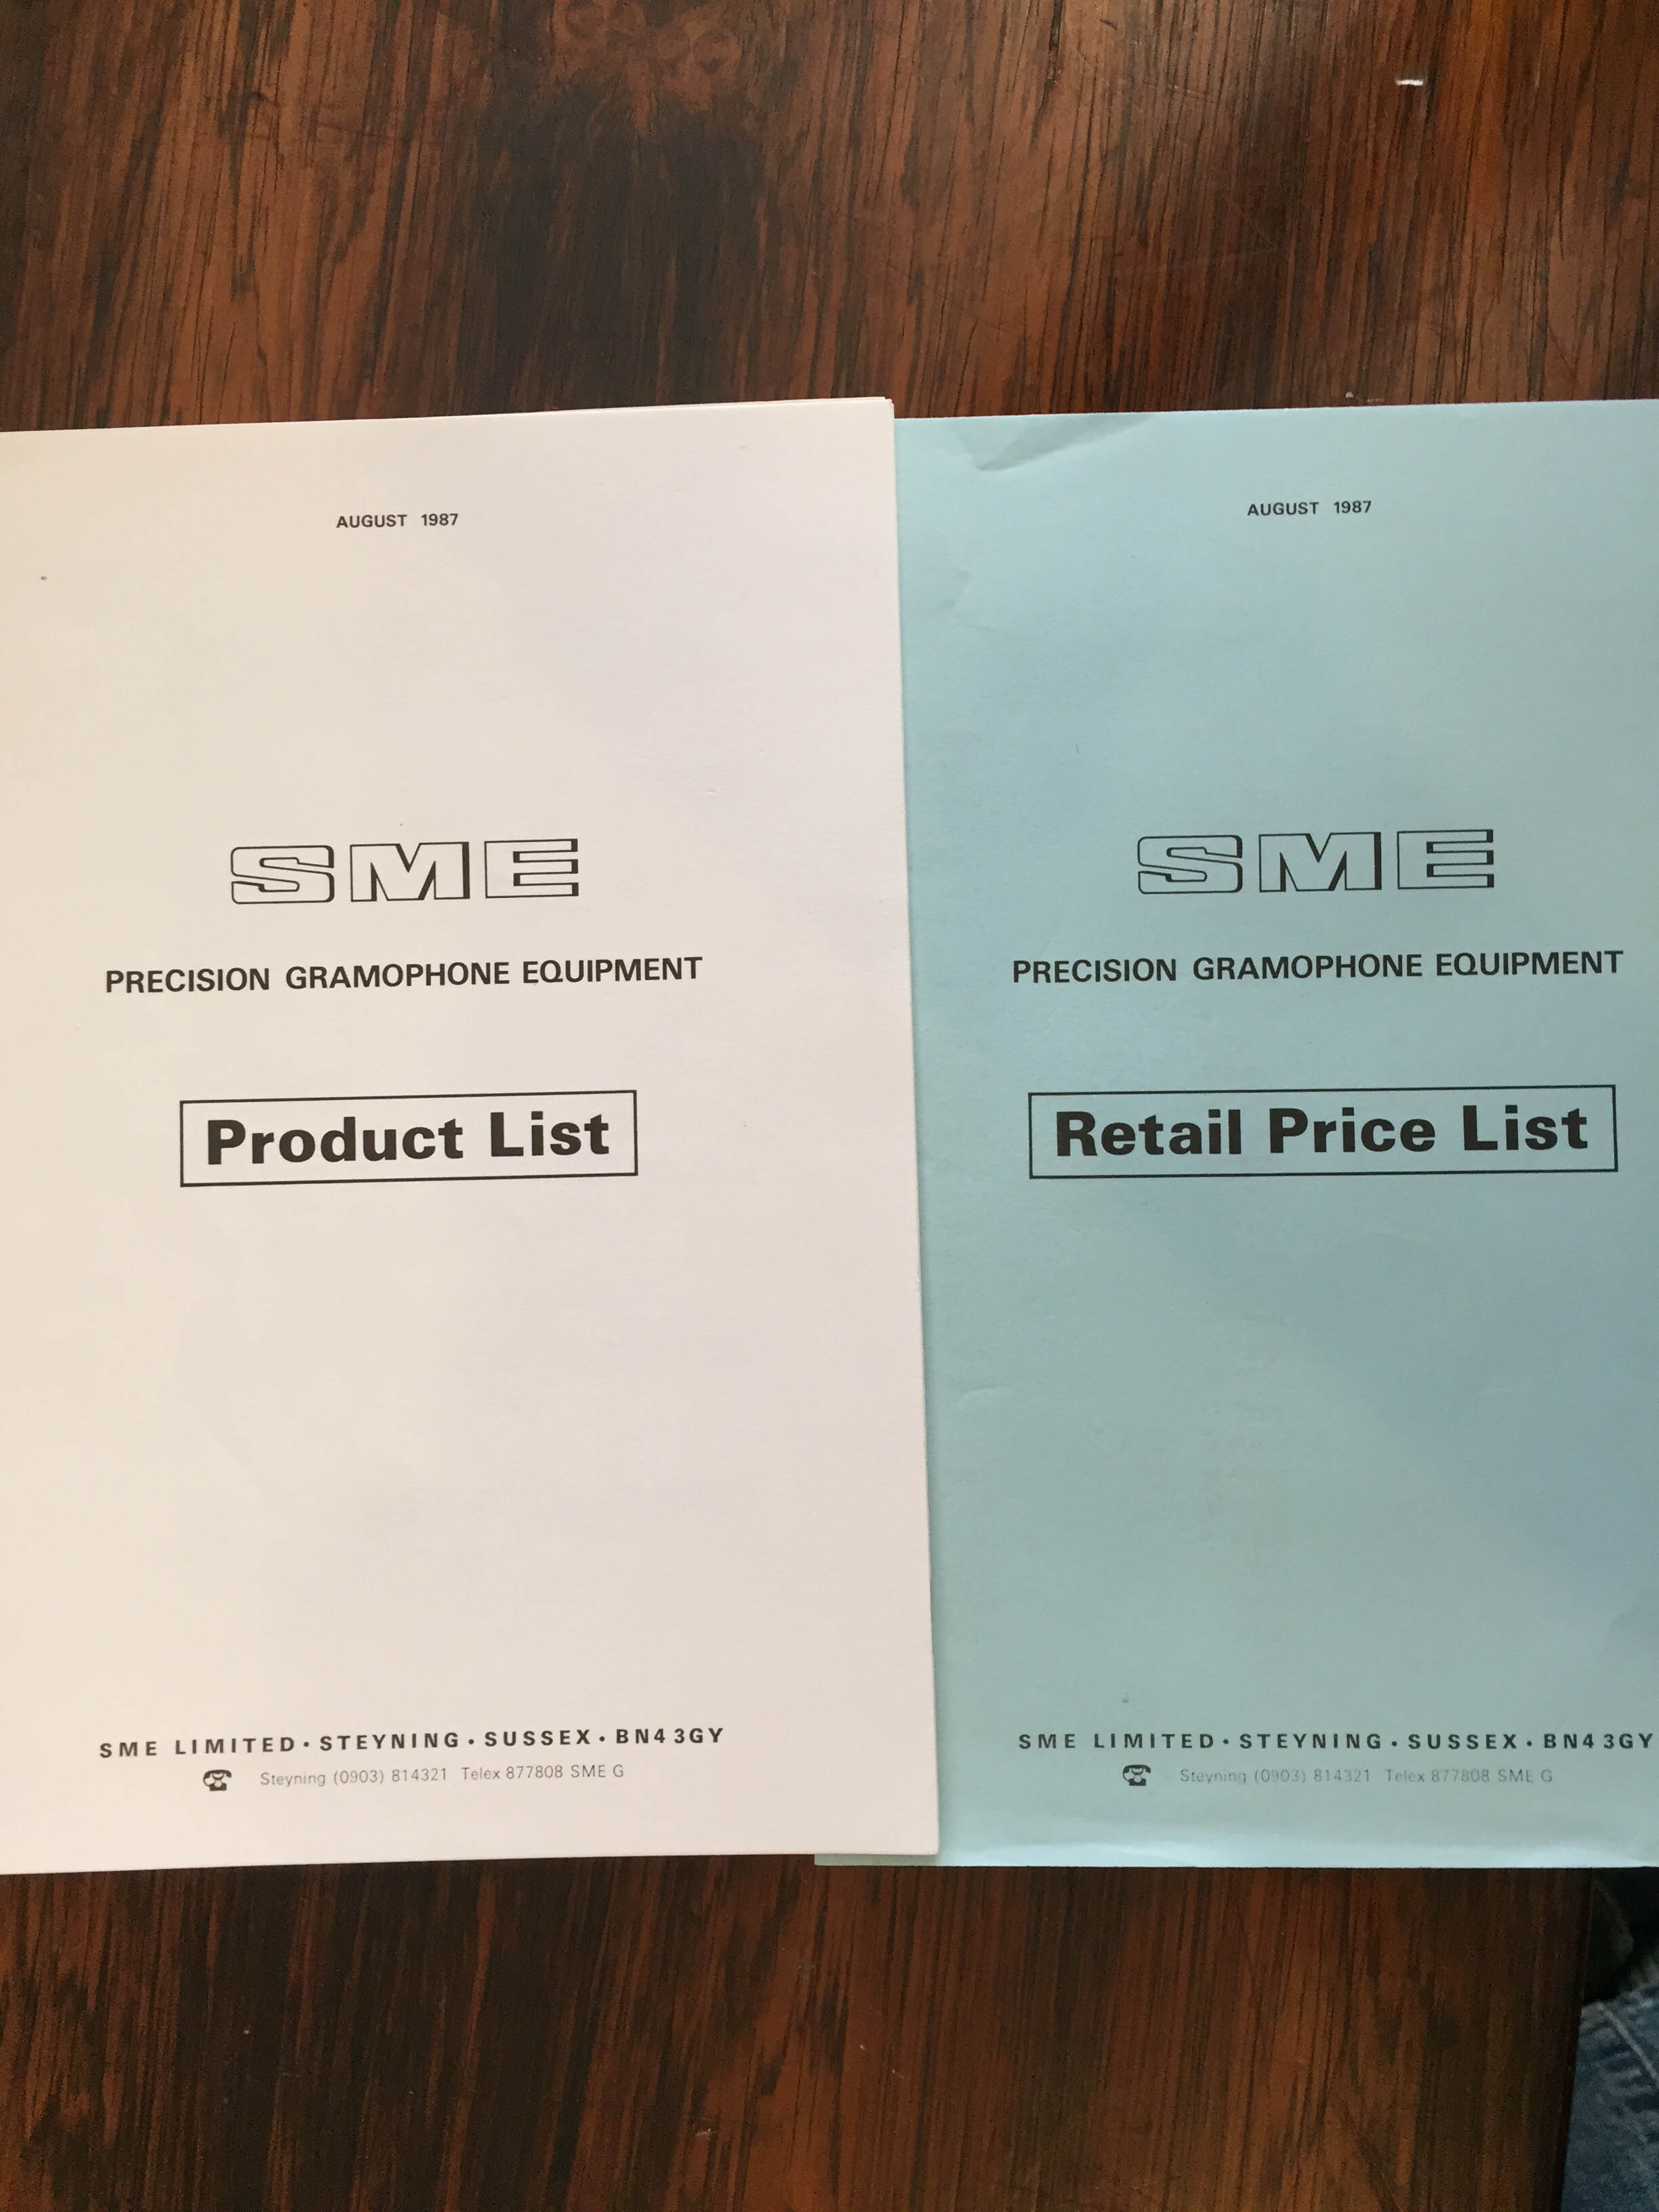 AUGUST 1987
SME
PRECISION GRAMOPHONE EQUIPMENT
Product List
SME LIMITED · STEYNING · SUSSEX · BN4 3GY
Steyning (0903) 814321 Telex 877808 SME G
AUGUST 1987
SME
PRECISION GRAMOPHONE EQUIPMENT
Retail Price List
SME LIMITED · STEYNING · SUSSEX · BN4 3GY
Steyning (0903) 814321 Telex 877808 SME G